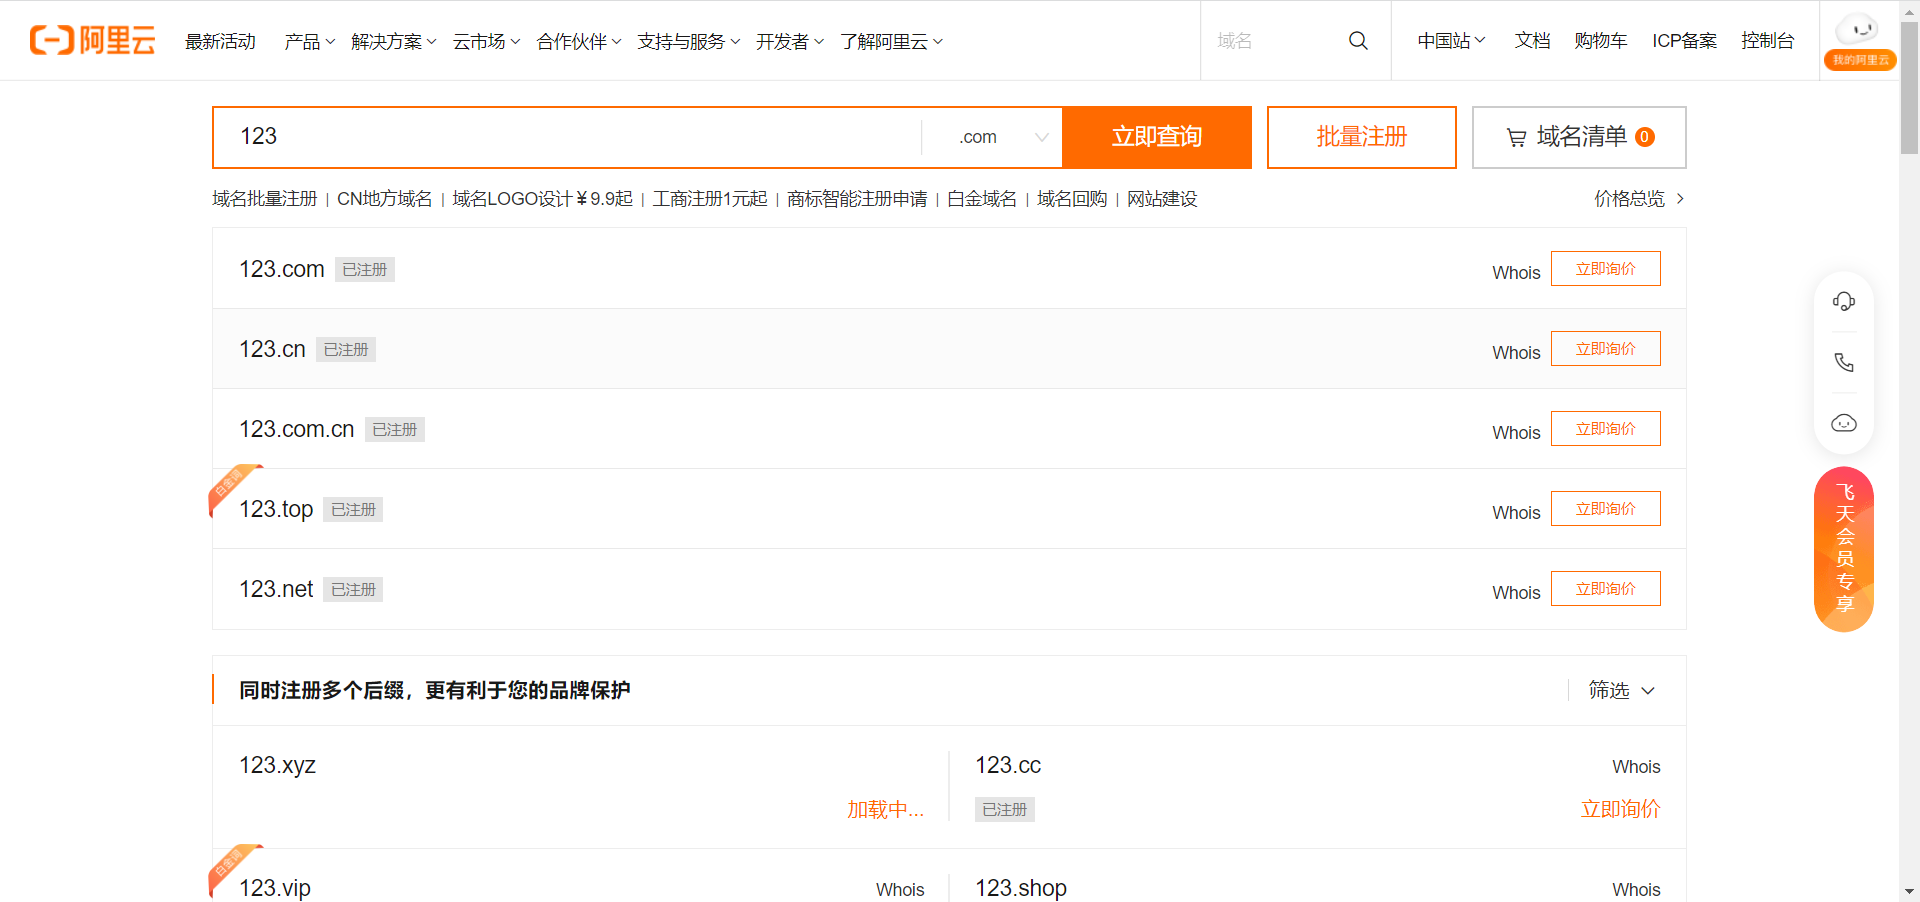 阿里云 最新活动 产品 解决方案 云市场 合作伙伴 支持与服务 开发者 了解阿里云 域名 中国站 文档 购物车 ICP备案 控制台
我的阿里云
123 .com 立即查询 批量注册 域名清单 0
域名批量注册 | CN地方域名 | 域名LOGO设计¥9.9起 | 工商注册1元起 | 商标智能注册申请 | 白金域名 | 域名回购 | 网站建设 价格总览
123.com 已注册 Whois 立即询价
123.cn 已注册 Whois 立即询价
123.com.cn 已注册 Whois 立即询价
白金词
123.top 已注册 Whois 立即询价
123.net 已注册 Whois 立即询价
飞天会员专享
同时注册多个后缀，更有利于您的品牌保护 筛选
123.xyz
加载中...
123.cc Whois
已注册 立即询价
白金词
123.vip Whois
123.shop Whois